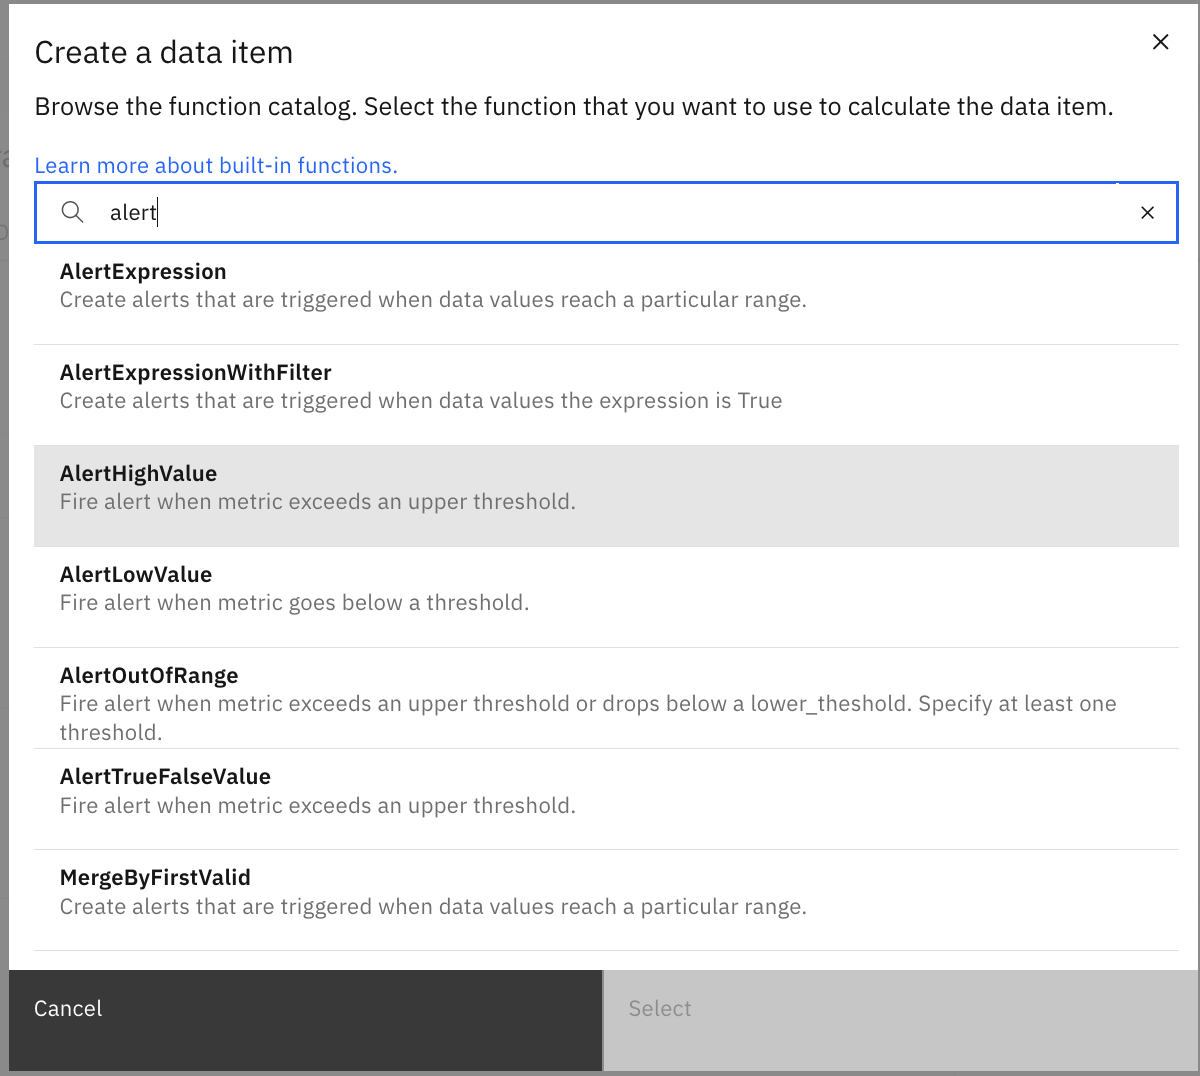 Create a data item
Browse the function catalog. Select the function that you want to use to calculate the data item.
Learn more about built-in functions.
alert
AlertExpression
Create alerts that are triggered when data values reach a particular range.
AlertExpressionWithFilter
Create alerts that are triggered when data values the expression is True
AlertHighValue
Fire alert when metric exceeds an upper threshold.
AlertLowValue
Fire alert when metric goes below a threshold.
AlertOutOfRange
Fire alert when metric exceeds an upper threshold or drops below a lower_theshold. Specify at least one
threshold.
AlertTrueFalseValue
Fire alert when metric exceeds an upper threshold.
MergeByFirstValid
Create alerts that are triggered when data values reach a particular range.
Cancel
Select